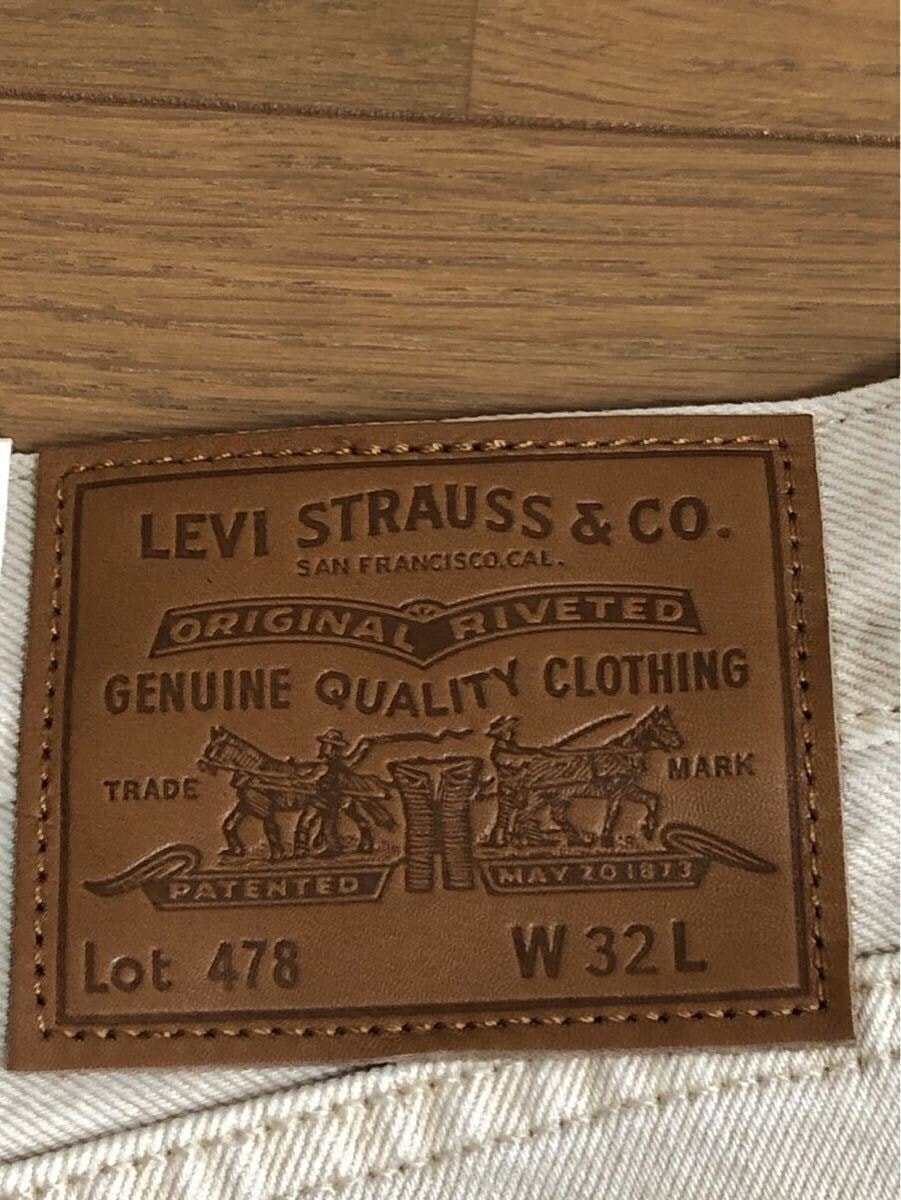 LEVI STRAUSS & CO.
SAN FRANCISCO, CAL.
ORIGINAL RIVETED
GENUINE QUALITY CLOTHING
TRADE MARK
PATENTED MAY 20 1873
Lot 478 W 32 L